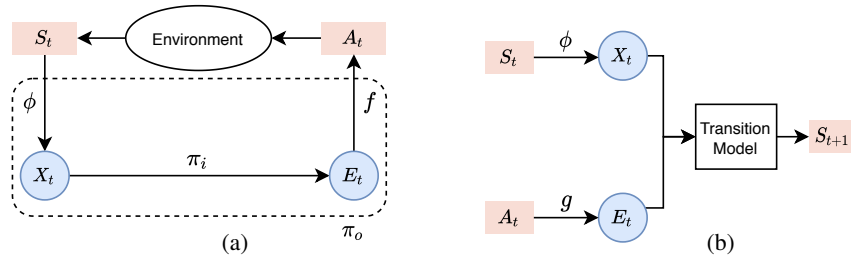 S_t
Environment
A_t
ϕ
f
X_t
π_i
E_t
π_o
(a)
S_t
ϕ
X_t
Transition
Model
S_{t+1}
A_t
g
E_t
(b)